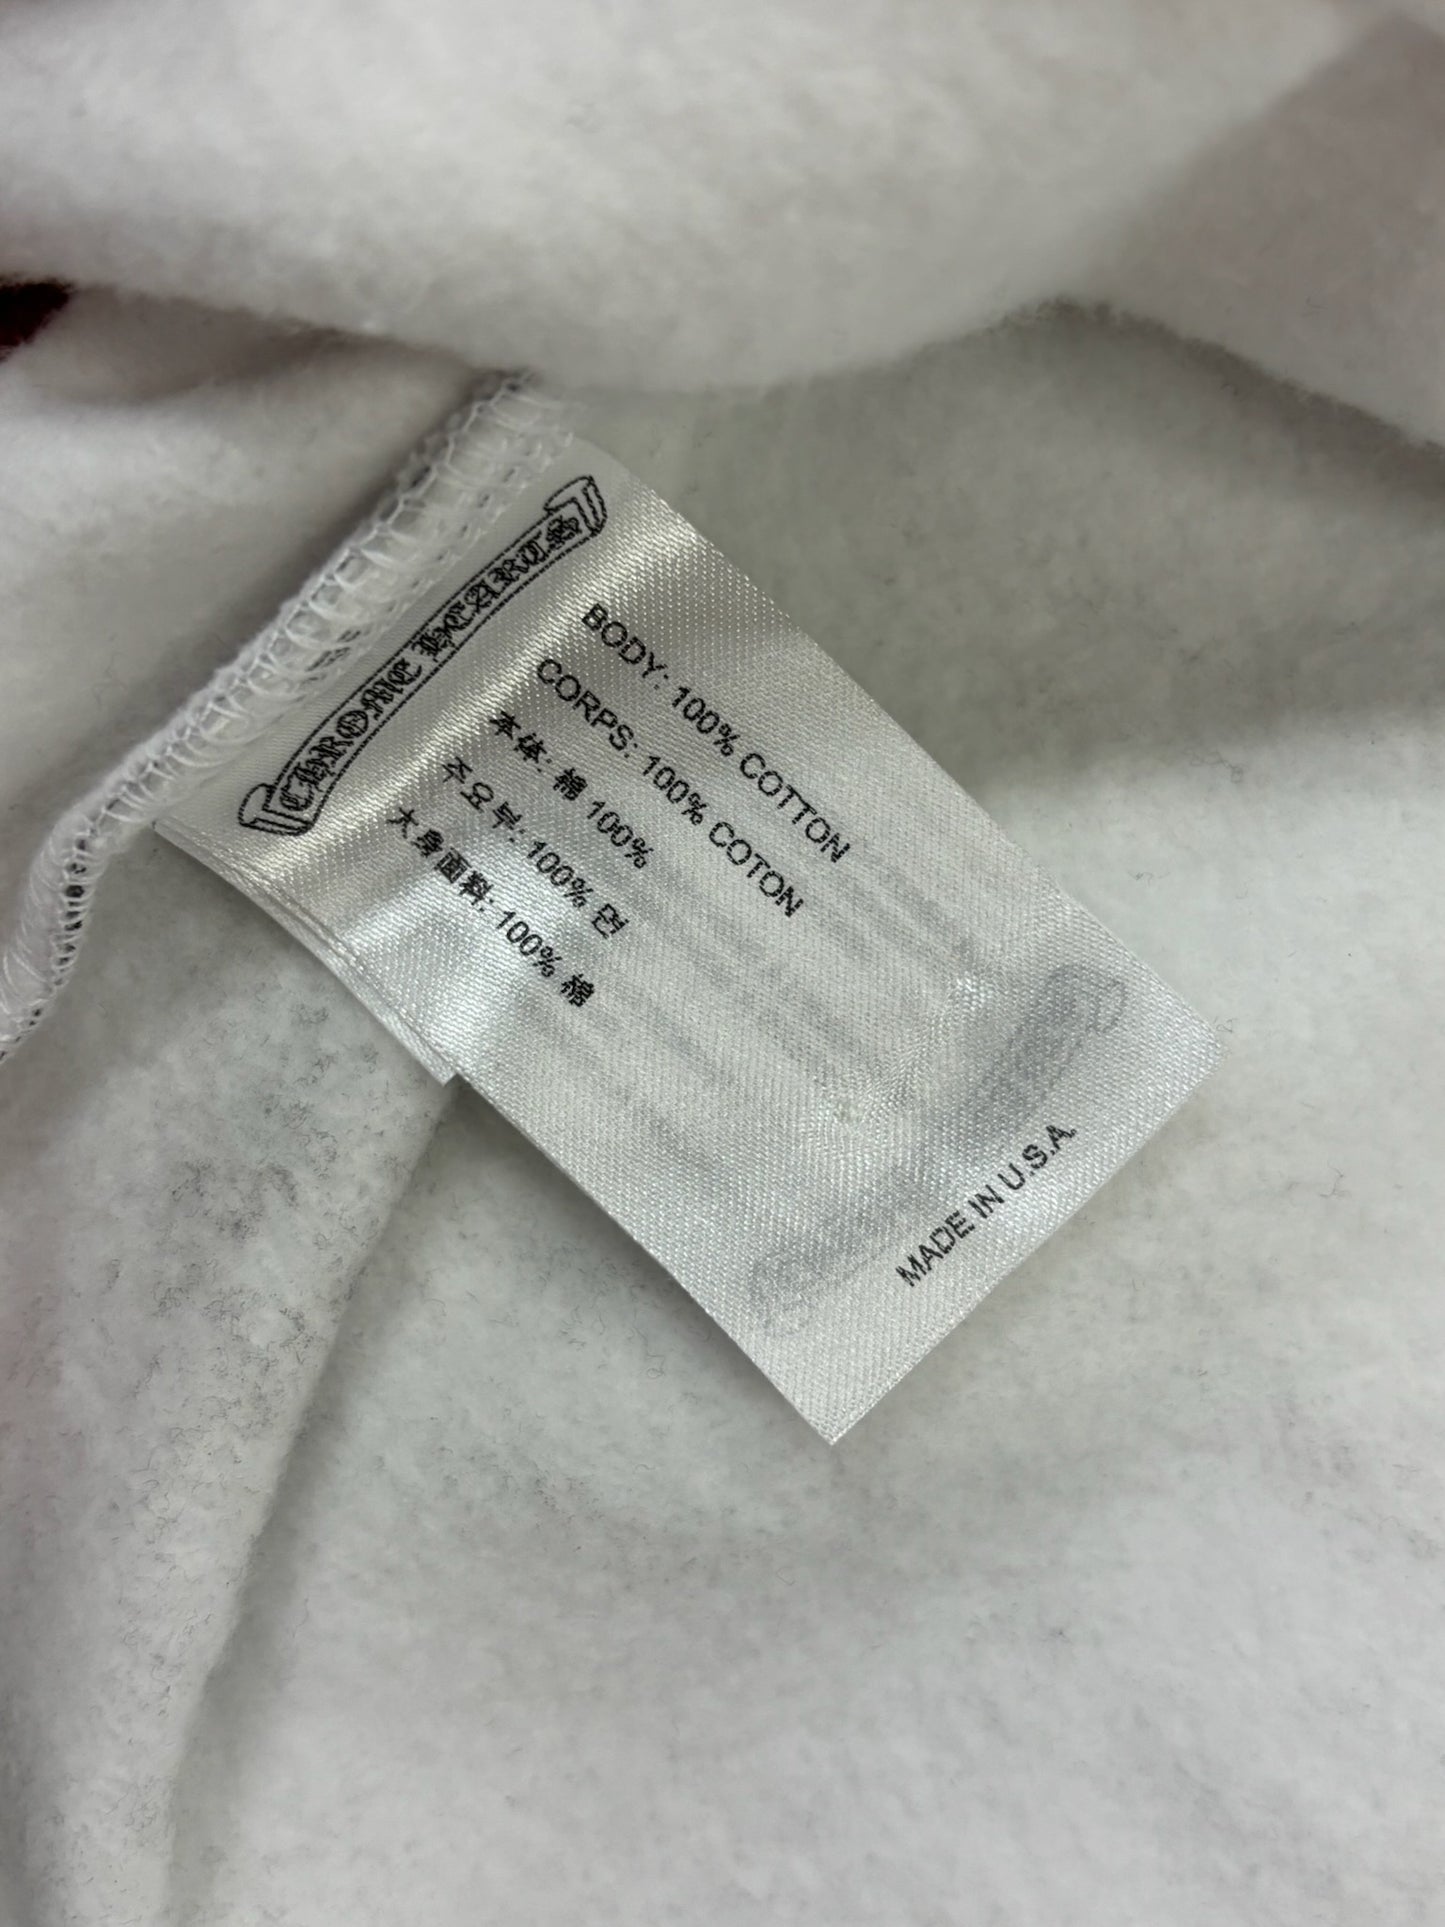 CHROME HEARTS
BODY: 100% COTTON
CORPS: 100% COTON
本体: 棉 100%
주요부: 100% 면
大身面料: 100% 棉
MADE IN U.S.A.